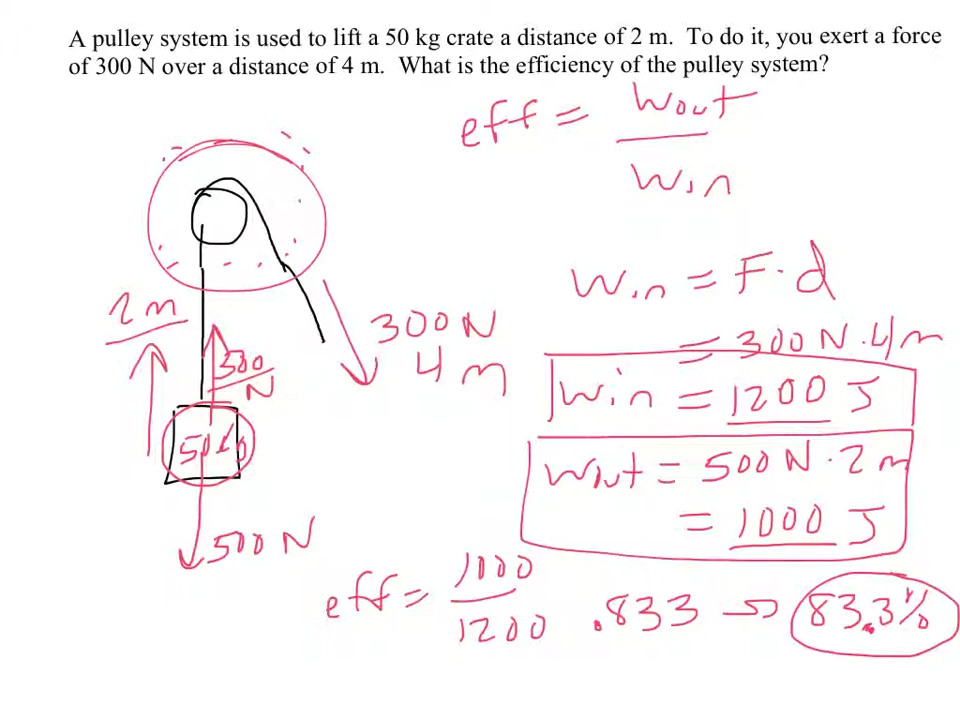 A pulley system is used to lift a 50 kg crate a distance of 2 m. To do it, you exert a force
of 300 N over a distance of 4 m. What is the efficiency of the pulley system?
eff = Wout
Win
Win = F·d
2 m
300 N
= 300 N·4 m
4 m
300
N
Win = 1200 J
50 kg
Wout = 500 N·2 m
= 1000 J
500 N
eff = 1000
1200 .833 => 83.3%